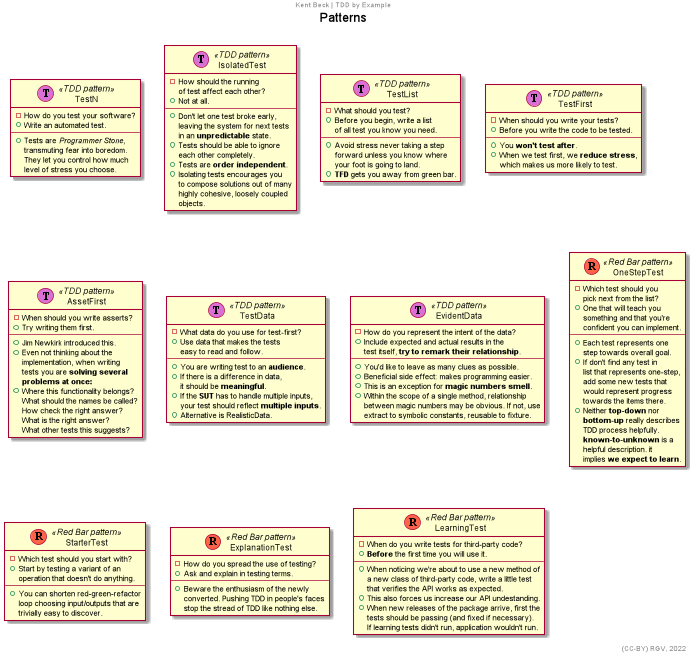 Kent Beck | TDD by Example
Patterns
«TDD pattern»
TestN
How do you test your software?
Write an automated test.
Tests are Programmer Stone,
transmuting fear into boredom.
They let you control how much
level of stress you choose.
«TDD pattern»
IsolatedTest
How should the running
of test affect each other?
Not at all.
Don't let one test broke early,
leaving the system for next tests
in an unpredictable state.
Tests should be able to ignore
each other completely.
Tests are order independent.
Isolating tests encourages you
to compose solutions out of many
highly cohesive, loosely coupled
objects.
«TDD pattern»
TestList
What should you test?
Before you begin, write a list
of all test you know you need.
Avoid stress never taking a step
forward unless you know where
your foot is going to land.
TFD gets you away from green bar.
«TDD pattern»
TestFirst
When should you write your tests?
Before you write the code to be tested.
You won't test after.
When we test first, we reduce stress,
which makes us more likely to test.
«TDD pattern»
AssetFirst
When should you write asserts?
Try writing them first.
Jim Newkirk introduced this.
Even not thinking about the
implementation, when writing
tests you are solving several
problems at once:
Where this functionality belongs?
What should the names be called?
How check the right answer?
What is the right answer?
What other tests this suggests?
«TDD pattern»
TestData
What data do you use for test-first?
Use data that makes the tests
easy to read and follow.
You are writing test to an audience.
If there is a difference in data,
it should be meaningful.
If the SUT has to handle multiple inputs,
your test should reflect multiple inputs.
Alternative is RealisticData.
«TDD pattern»
EvidentData
How do you represent the intent of the data?
Include expected and actual results in the
test itself, try to remark their relationship.
You'd like to leave as many clues as possible.
Beneficial side effect: makes programming easier.
This is an exception for magic numbers smell.
Within the scope of a single method, relationship
between magic numbers may be obvious. If not, use
extract to symbolic constants, reusable to fixture.
«Red Bar pattern»
OneStepTest
Which test should you
pick next from the list?
One that will teach you
something and that you're
confident you can implement.
Each test represents one
step towards overall goal.
If don't find any test in
list that represents one-step,
add some new tests that
would represent progress
towards the items there.
Neither top-down nor
bottom-up really describes
TDD process helpfully.
known-to-unknown is a
helpful description. it
implies we expect to learn.
«Red Bar pattern»
StarterTest
Which test should you start with?
Start by testing a variant of an
operation that doesn't do anything.
You can shorten red-green-refactor
loop choosing input/outputs that are
trivially easy to discover.
«Red Bar pattern»
ExplanationTest
How do you spread the use of testing?
Ask and explain in testing terms.
Beware the enthusiasm of the newly
converted. Pushing TDD in people's faces
stop the stread of TDD like nothing else.
«Red Bar pattern»
LearningTest
When do you write tests for third-party code?
Before the first time you will use it.
When noticing we're about to use a new method of
a new class of third-party code, write a little test
that verifies the API works as expected.
This also forces us increase our API undestanding.
When new releases of the package arrive, first the
tests should be passing (and fixed if necessary).
If learning tests didn't run, application wouldn't run.
(CC-BY) RGV, 2022